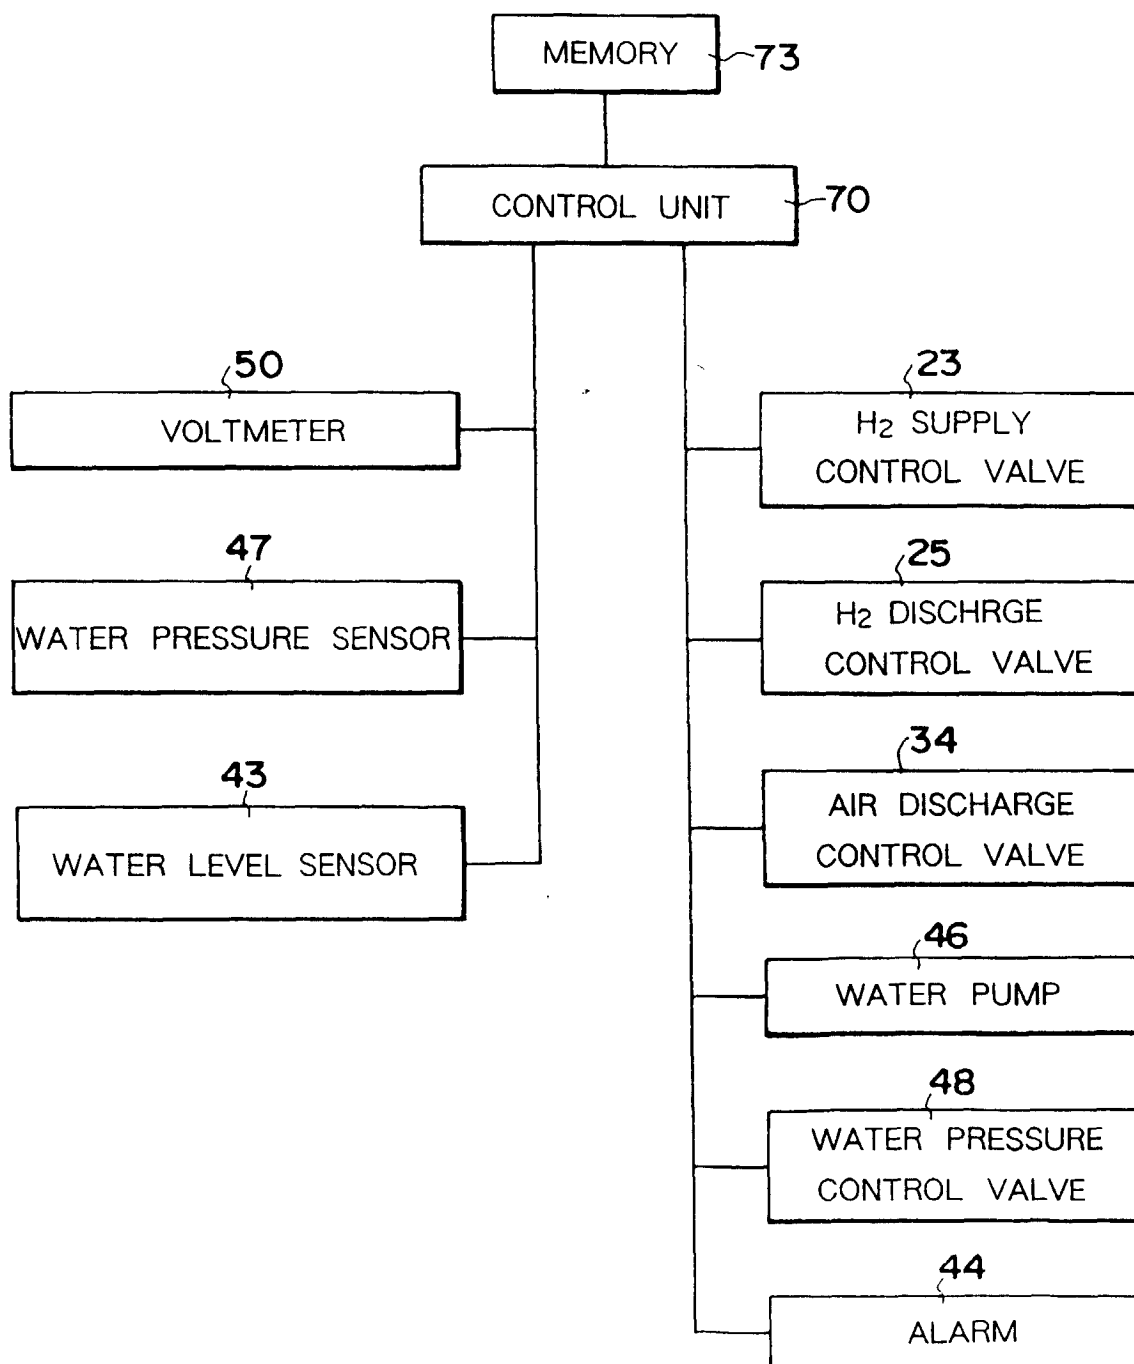 MEMORY
73
CONTROL UNIT
70
50
VOLTMETER
47
WATER PRESSURE SENSOR
43
WATER LEVEL SENSOR
23
H2 SUPPLY
CONTROL VALVE
25
H2 DISCHRGE
CONTROL VALVE
34
AIR DISCHARGE
CONTROL VALVE
46
WATER PUMP
48
WATER PRESSURE
CONTROL VALVE
44
ALARM